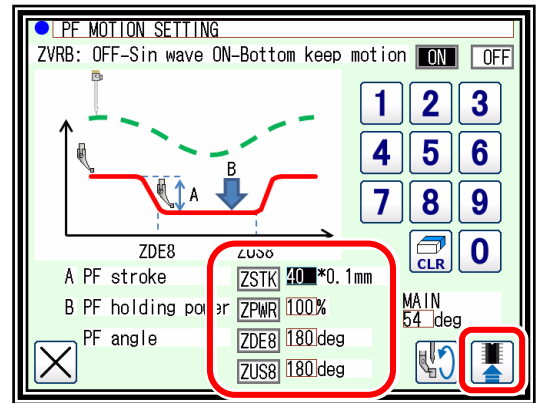 PF MOTION SETTING
ZVRB: OFF-Sin wave ON-Bottom keep motion ON OFF
1 2 3
4 5 6
7 8 9
CLR 0
B
A
ZDE8 ZUS8
A PF stroke ZSTK 40 *0.1mm
B PF holding power ZPWR 100%
MAIN
54 deg
PF angle ZDE8 180 deg
ZUS8 180 deg